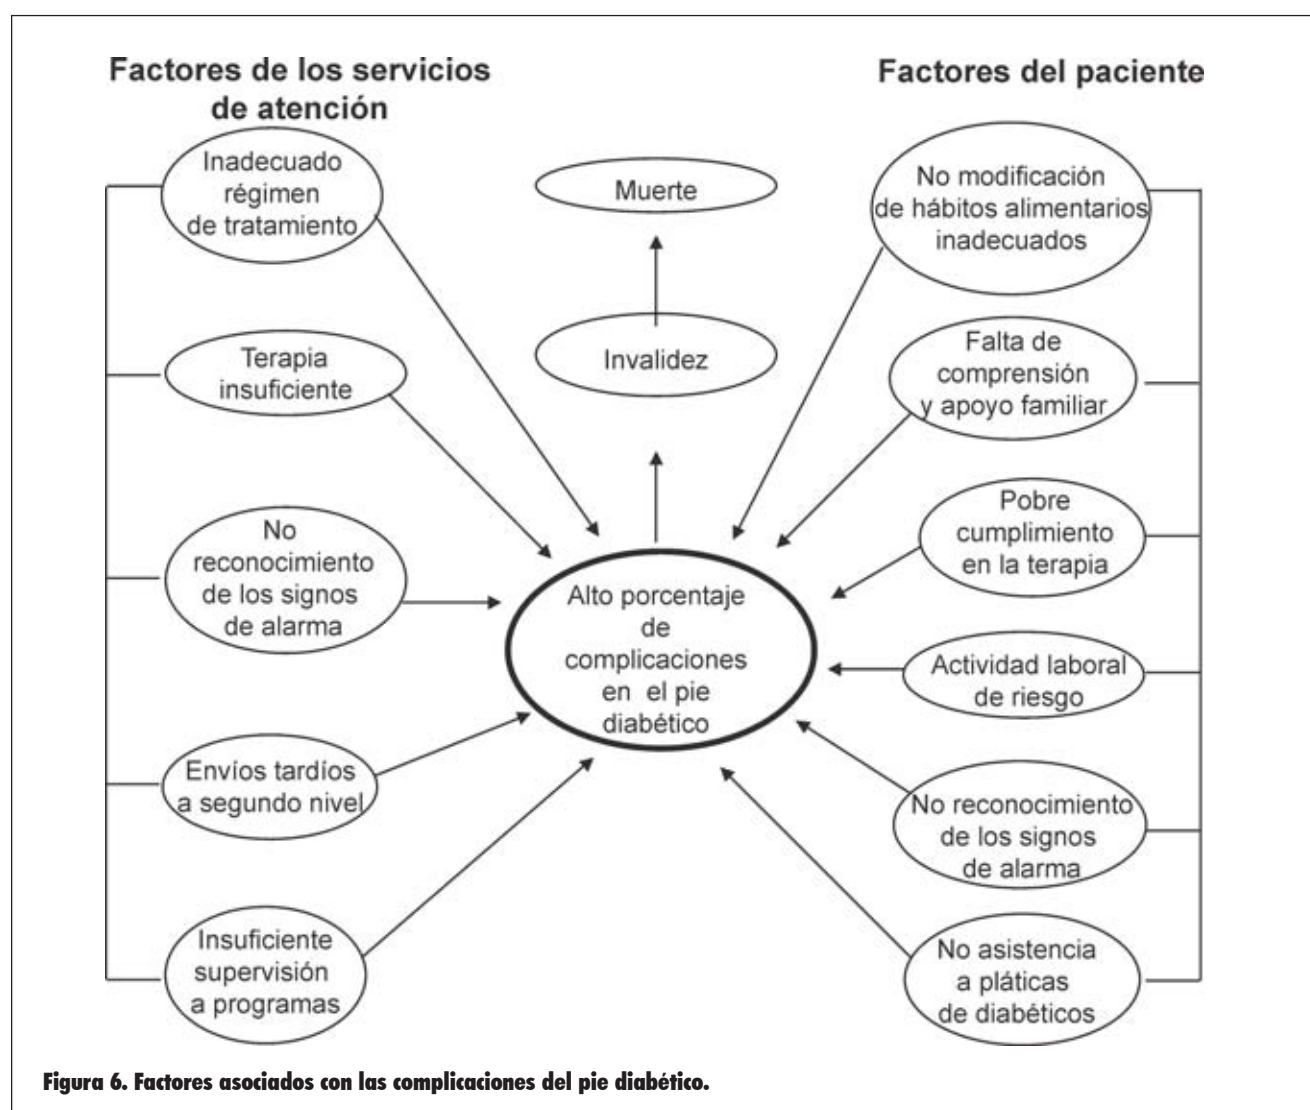 Factores de los servicios
de atención
Inadecuado
régimen
de tratamiento
Terapia
insuficiente
No
reconocimiento
de los signos
de alarma
Envíos tardíos
a segundo nivel
Insuficiente
supervisión
a programas
Muerte
Invalidez
Alto porcentaje
de
complicaciones
en el pie
diabético
Factores del paciente
No modificación
de hábitos alimentarios
inadecuados
Falta de
comprensión
y apoyo familiar
Pobre
cumplimiento
en la terapia
Actividad laboral
de riesgo
No reconocimiento
de los signos
de alarma
No asistencia
a pláticas
de diabéticos
Figura 6. Factores asociados con las complicaciones del pie diabético.